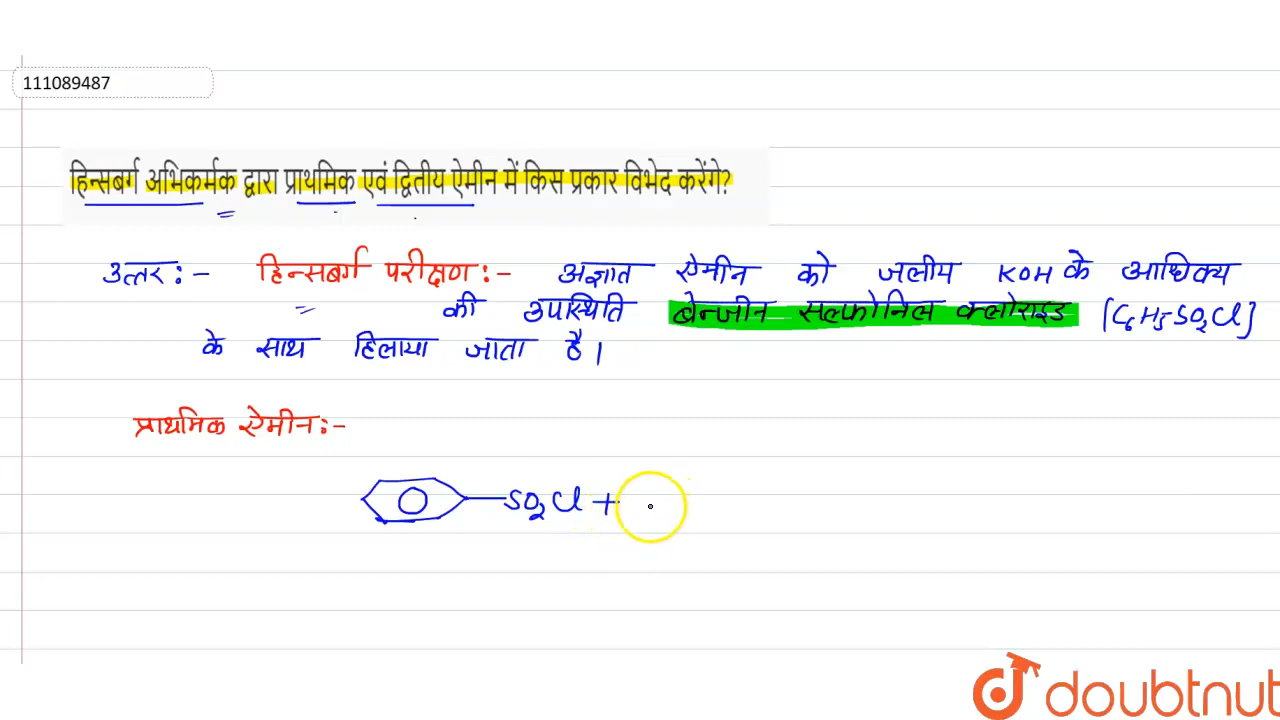 111089487
हिन्सबर्ग अभिकर्मक द्वारा प्राथमिक एवं द्वितीय ऐमीन में किस प्रकार विभेद करेंगे?
उत्तर:- हिन्सबर्ग परीक्षण:- अज्ञात ऐमीन को जलीय KOH के आधिक्य
की उपस्थिति बेन्जीन सल्फोनिल क्लोराइड [C6H5SO2Cl]
के साथ हिलाया जाता है।
प्राथमिक ऐमीन:-
SO2Cl +
doubtnut